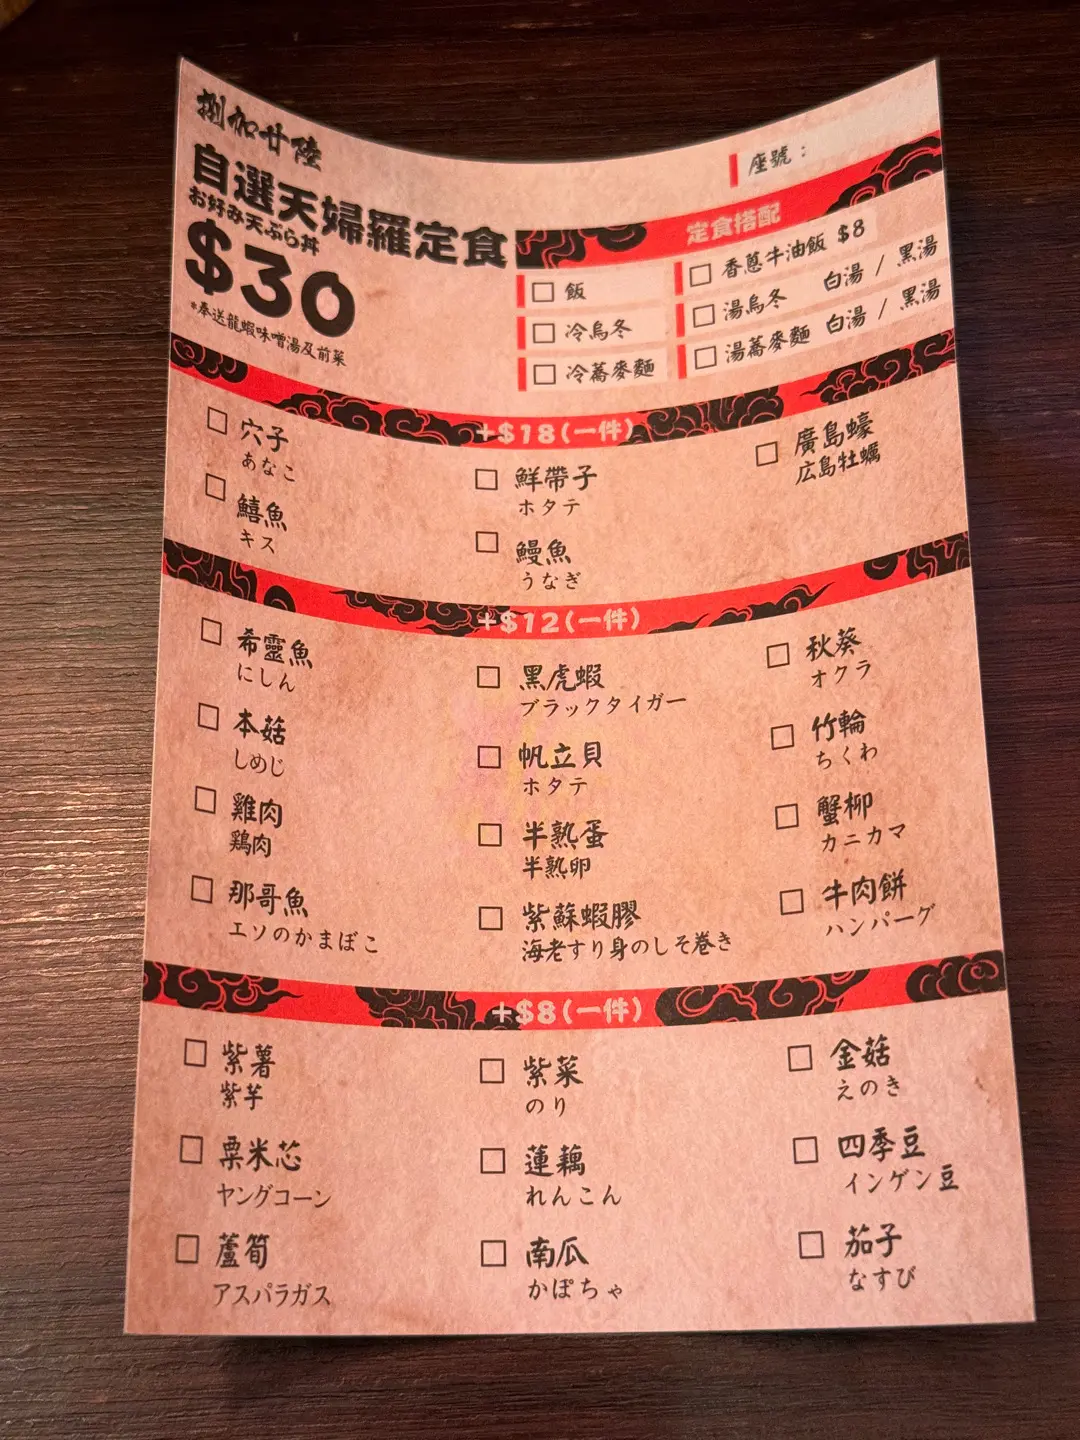 捌加廿陸
自選天婦羅定食
お好み天ぷら丼
$30
*奉送龍蝦味噌湯及前菜
座號：
定食搭配
飯
冷烏冬
冷蕎麥麵
香蔥牛油飯 $8
湯烏冬 白湯 / 黑湯
湯蕎麥麵 白湯 / 黑湯
+$18(一件)
穴子
あなこ
鱚魚
キス
鮮帶子
ホタテ
鰻魚
うなぎ
廣島蠔
広島牡蠣
+$12(一件)
希靈魚
にしん
本菇
しめじ
雞肉
鶏肉
那哥魚
エソのかまぼこ
黑虎蝦
ブラックタイガー
帆立貝
ホタテ
半熟蛋
半熟卵
紫蘇蝦膠
海老すり身のしそ巻き
秋葵
オクラ
竹輪
ちくわ
蟹柳
カニカマ
牛肉餅
ハンバーグ
+$8(一件)
紫薯
紫芋
粟米芯
ヤングコーン
蘆筍
アスパラガス
紫菜
のり
蓮藕
れんこん
南瓜
かぼちゃ
金菇
えのき
四季豆
インゲン豆
茄子
なすび